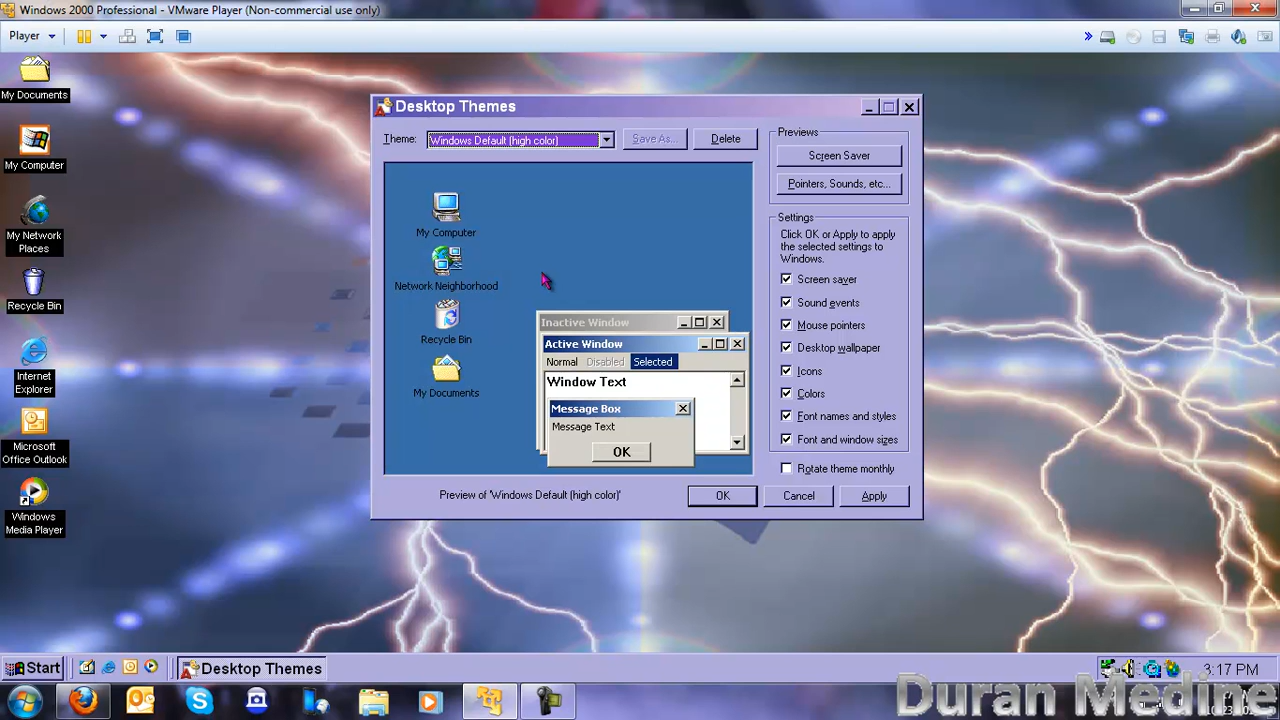 Windows 2000 Professional - VMware Player (Non-commercial use only)
Player
My Documents
My Computer
My Network
Places
Recycle Bin
Internet
Explorer
Microsoft
Office Outlook
Windows
Media Player
Desktop Themes
Theme:
Windows Default (high color)
Save As...
Delete
My Computer
Network Neighborhood
Recycle Bin
My Documents
Inactive Window
Active Window
Normal Disabled Selected
Window Text
Message Box
Message Text
OK
Preview of 'Windows Default (high color)'
Previews
Screen Saver
Pointers, Sounds, etc...
Settings
Click OK or Apply to apply
the selected settings to
Windows.
Screen saver
Sound events
Mouse pointers
Desktop wallpaper
Icons
Colors
Font names and styles
Font and window sizes
Rotate theme monthly
OK
Cancel
Apply
Start
Desktop Themes
3:17 PM
Duran Medine